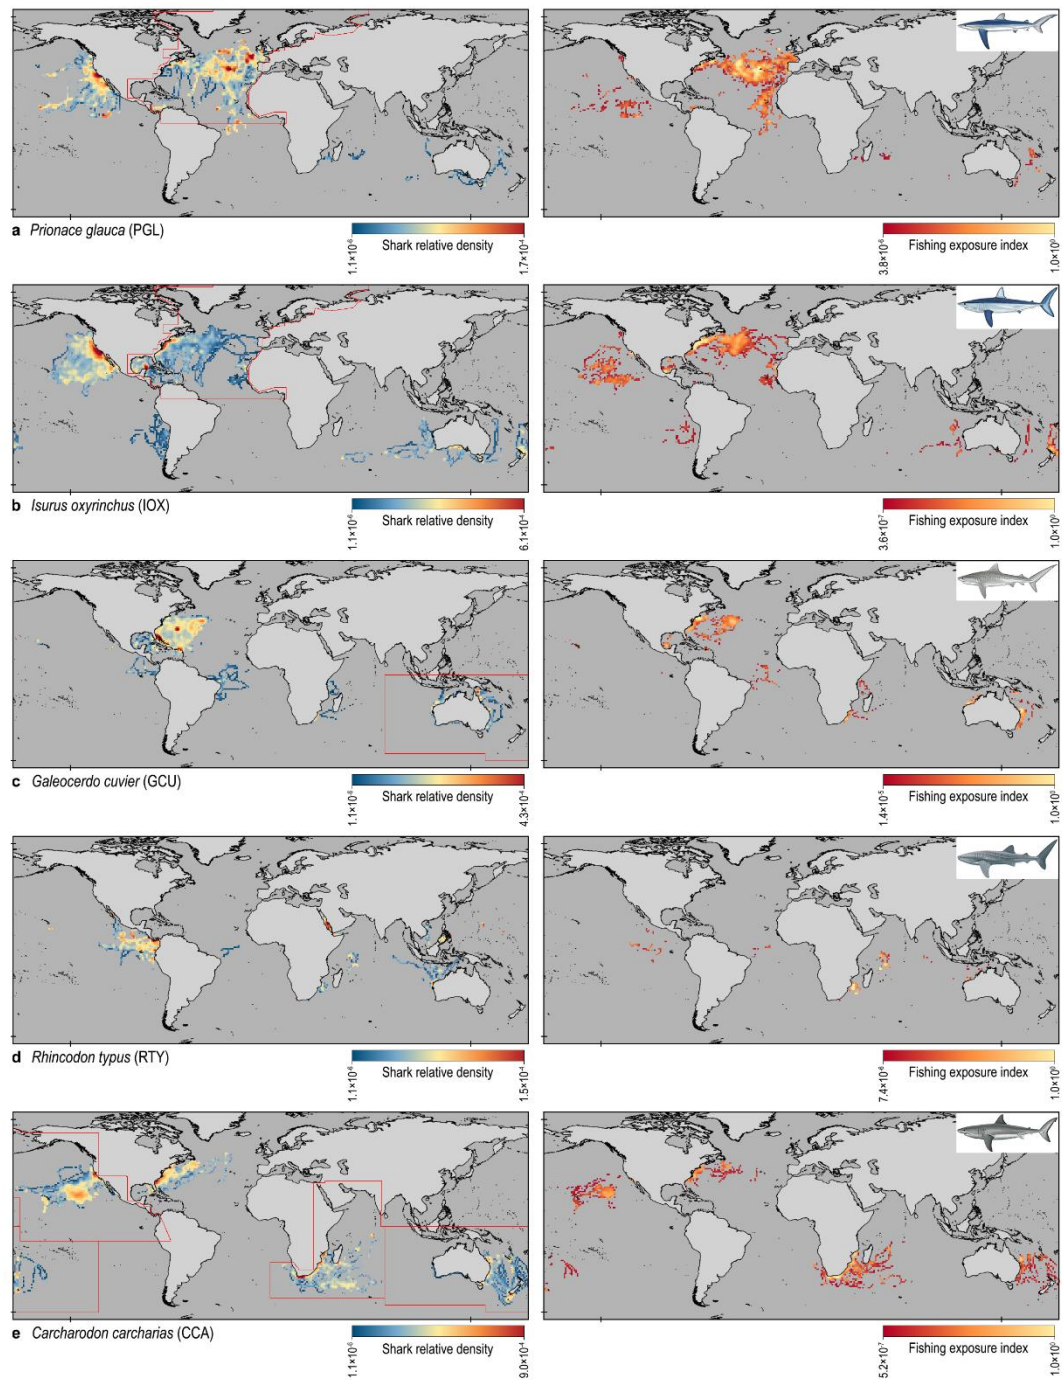 a Prionace glauca (PGL)
1.1×10⁻⁶
Shark relative density
1.7×10⁻⁴
3.8×10⁻⁶
Fishing exposure index
1.0×10⁰
b Isurus oxyrinchus (IOX)
1.1×10⁻⁶
Shark relative density
6.1×10⁻⁴
3.6×10⁻⁷
Fishing exposure index
1.0×10⁰
c Galeocerdo cuvier (GCU)
1.1×10⁻⁸
Shark relative density
4.3×10⁻⁴
1.4×10⁻⁵
Fishing exposure index
1.0×10⁰
d Rhincodon typus (RTY)
1.1×10⁻⁶
Shark relative density
1.5×10⁻⁴
7.4×10⁻⁶
Fishing exposure index
1.0×10⁰
e Carcharodon carcharias (CCA)
1.1×10⁻⁶
Shark relative density
9.0×10⁻⁴
5.2×10⁻⁷
Fishing exposure index
1.0×10⁰